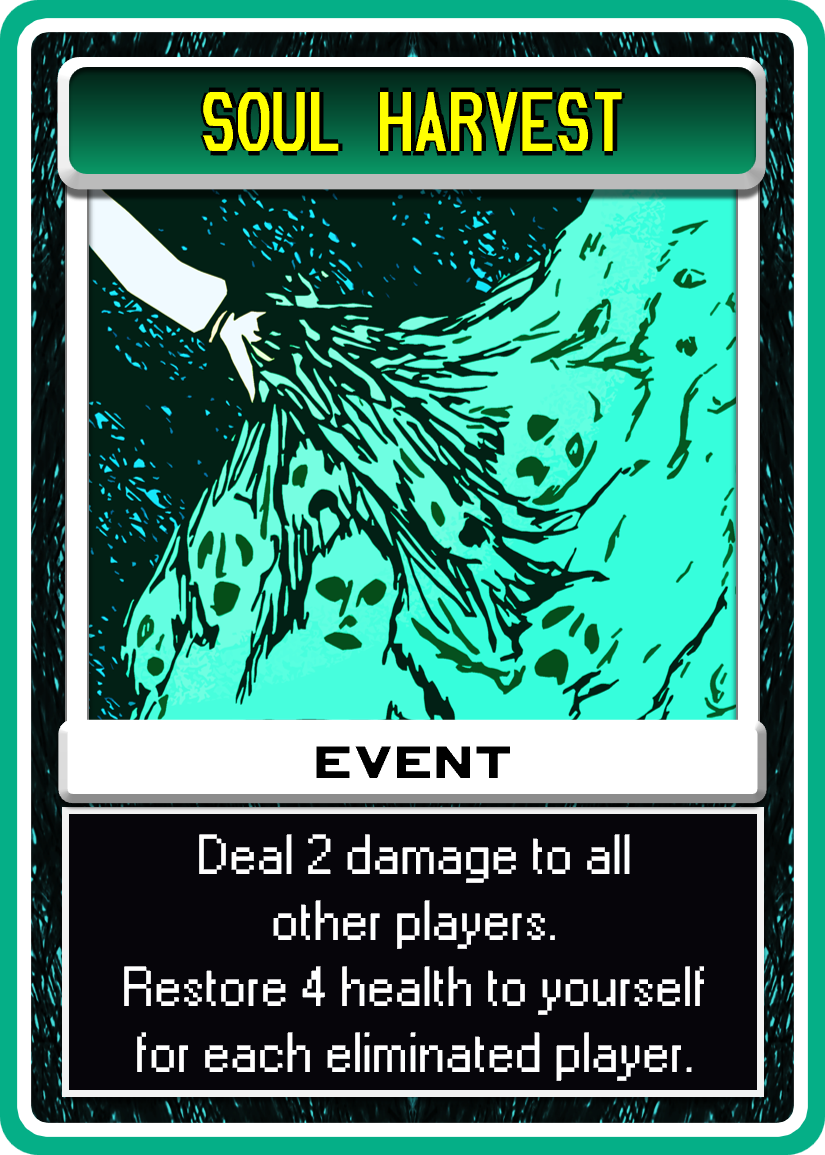 SOUL HARVEST
EVENT
Deal 2 damage to all
other players.
Restore 4 health to yourself
for each eliminated player.